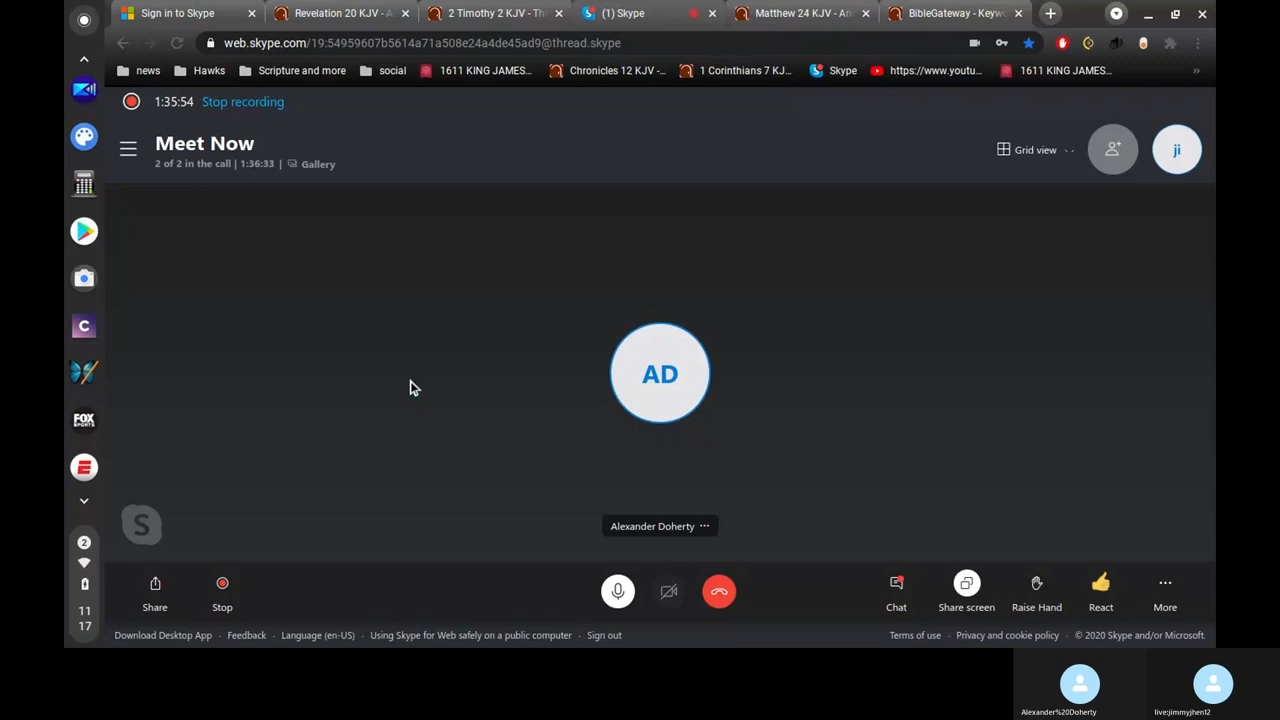 Sign in to Skype
Revelation 20 KJV - A
2 Timothy 2 KJV - Th
(1) Skype
Matthew 24 KJV - An
BibleGateway - Keyw
web.skype.com/19:54959607b5614a71a508e24a4de45ad9@thread.skype
news
Hawks
Scripture and more
social
1611 KING JAMES...
Chronicles 12 KJV -...
1 Corinthians 7 KJ...
Skype
https://www.youtu...
1611 KING JAMES...
»
1:35:54 Stop recording
Meet Now
2 of 2 in the call | 1:36:33 | Gallery
Grid view
ji
C
FOX
SPORTS
E
AD
S
Alexander Doherty ...
2
11
17
Share
Stop
Chat
Share screen
Raise Hand
React
More
Download Desktop App
Feedback
Language (en-US)
Using Skype for Web safely on a public computer
Sign out
Terms of use
Privacy and cookie policy
© 2020 Skype and/or Microsoft.
Alexander%20Doherty
live:jimmyjhen12